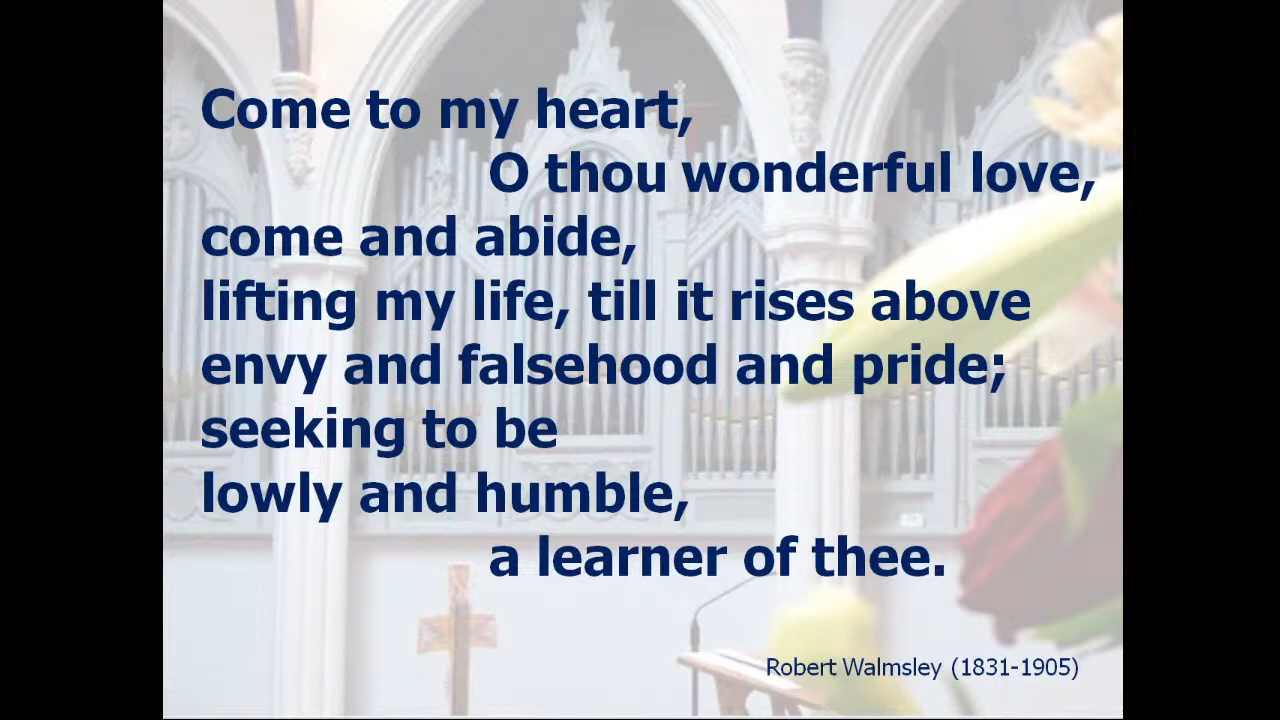 Come to my heart,
O thou wonderful love,
come and abide,
lifting my life, till it rises above
envy and falsehood and pride;
seeking to be
lowly and humble,
a learner of thee.
Robert Walmsley (1831-1905)